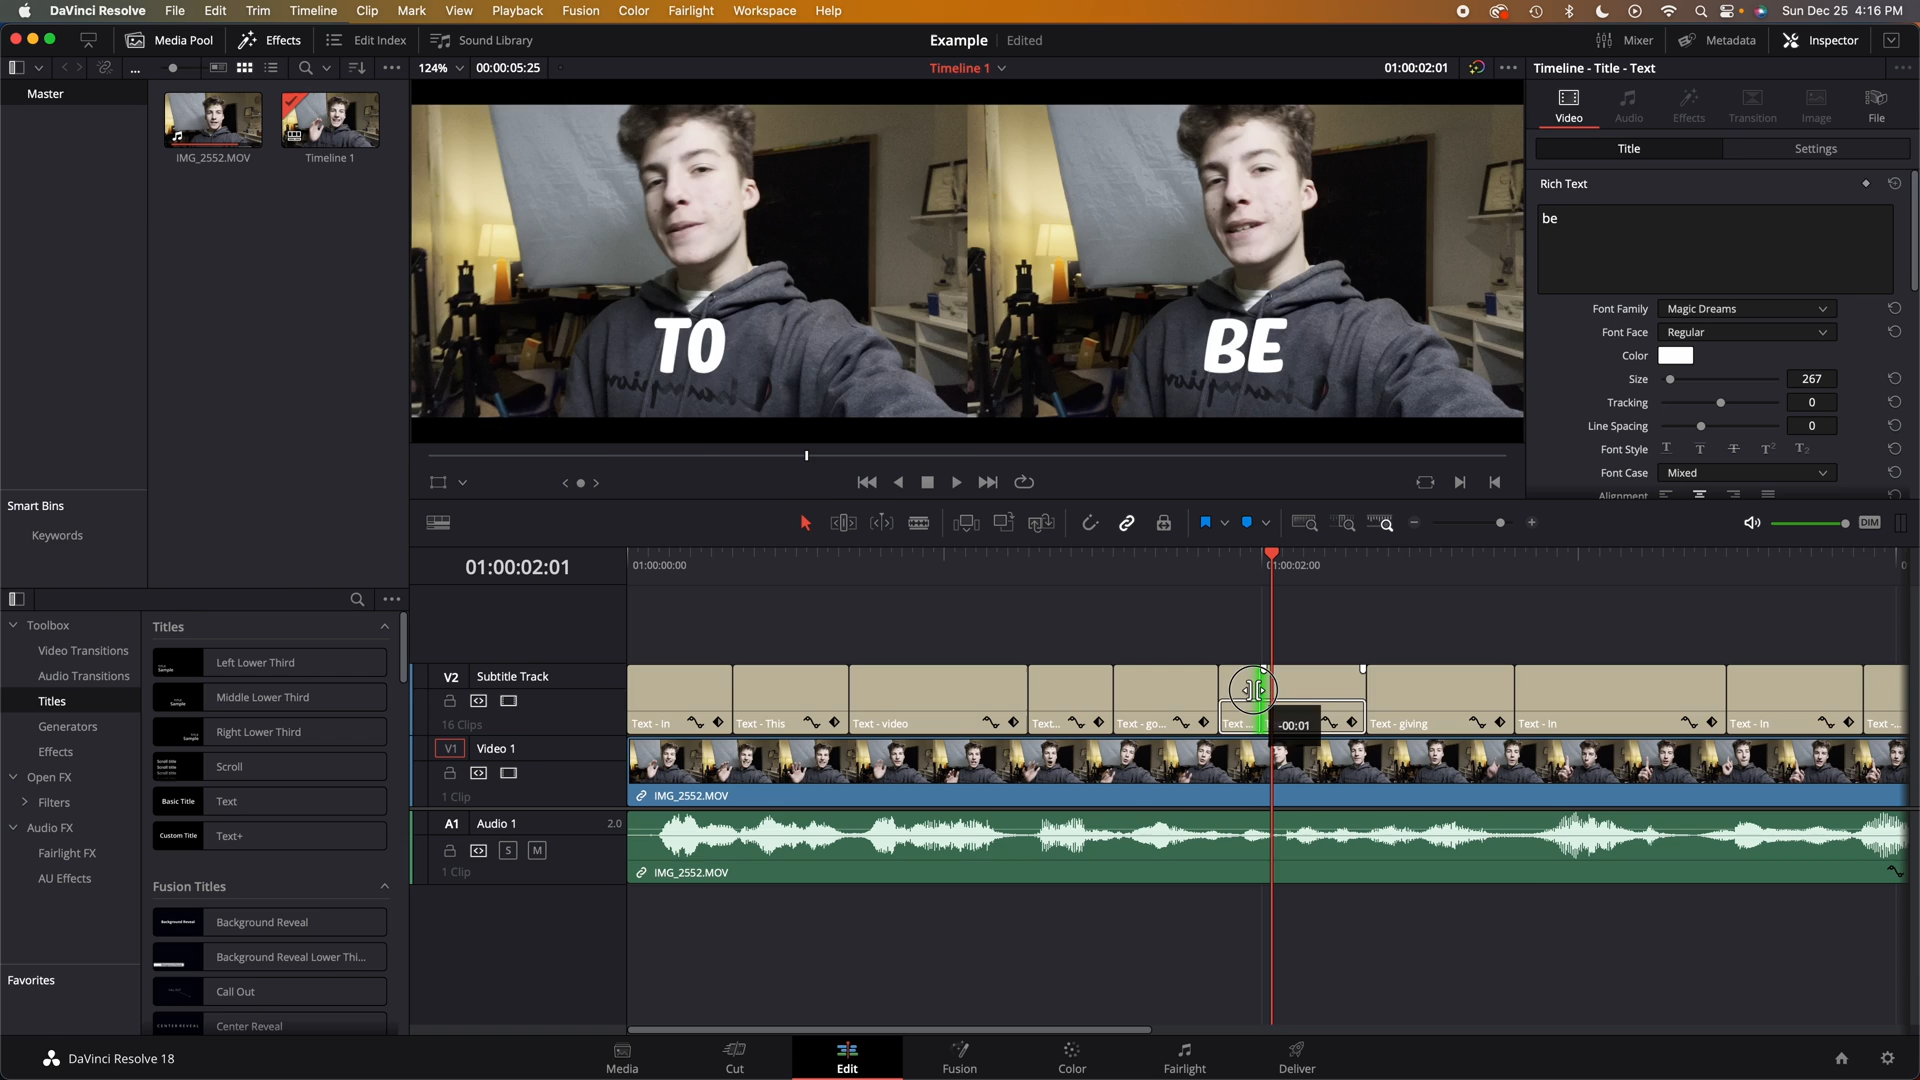 DaVinci Resolve File Edit Trim Timeline Clip Mark View Playback Fusion Color Fairlight Workspace Help Sun Dec 25 4:16 PM
Media Pool Effects Edit Index Sound Library Example Edited Mixer Metadata Inspector
... 124% 00:00:05:25 Timeline 1 01:00:02:01 Timeline - Title - Text
Master
IMG_2552.MOV Timeline 1
Video Audio Effects Transition Image File
Title Settings
Rich Text
be
TO BE
Font Family Magic Dreams
Font Face Regular
Color
Size 267
Tracking 0
Line Spacing 0
Font Style T T T T² T₂
Font Case Mixed
Alignment
Smart Bins
Keywords
DIM
01:00:02:01 01:00:00:00 01:00:02:00
Toolbox
Video Transitions
Audio Transitions
Titles
Generators
Effects
Open FX
Filters
Audio FX
Fairlight FX
AU Effects
Favorites
Titles
Left Lower Third
Middle Lower Third
Right Lower Third
Scroll
Basic Title Text
Custom Title Text+
Fusion Titles
Background Reveal
Background Reveal Lower Thi...
Call Out
CENTER REVEAL Center Reveal
V2 Subtitle Track
16 Clips
Text - In Text - This Text - video Text... Text - go... Text ... -00:01 Text - giving Text - In Text - In Text -...
V1 Video 1
1 Clip
IMG_2552.MOV
A1 Audio 1 2.0
S M
1 Clip
IMG_2552.MOV
DaVinci Resolve 18
Media Cut Edit Fusion Color Fairlight Deliver